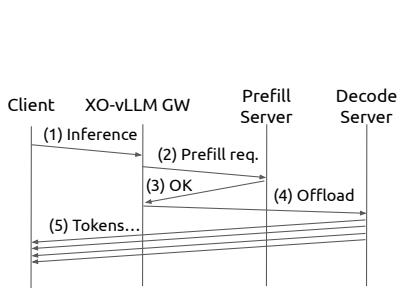 Client
XO-vLLM GW
Prefill
Server
Decode
Server
(1) Inference
(2) Prefill req.
(3) OK
(4) Offload
(5) Tokens...